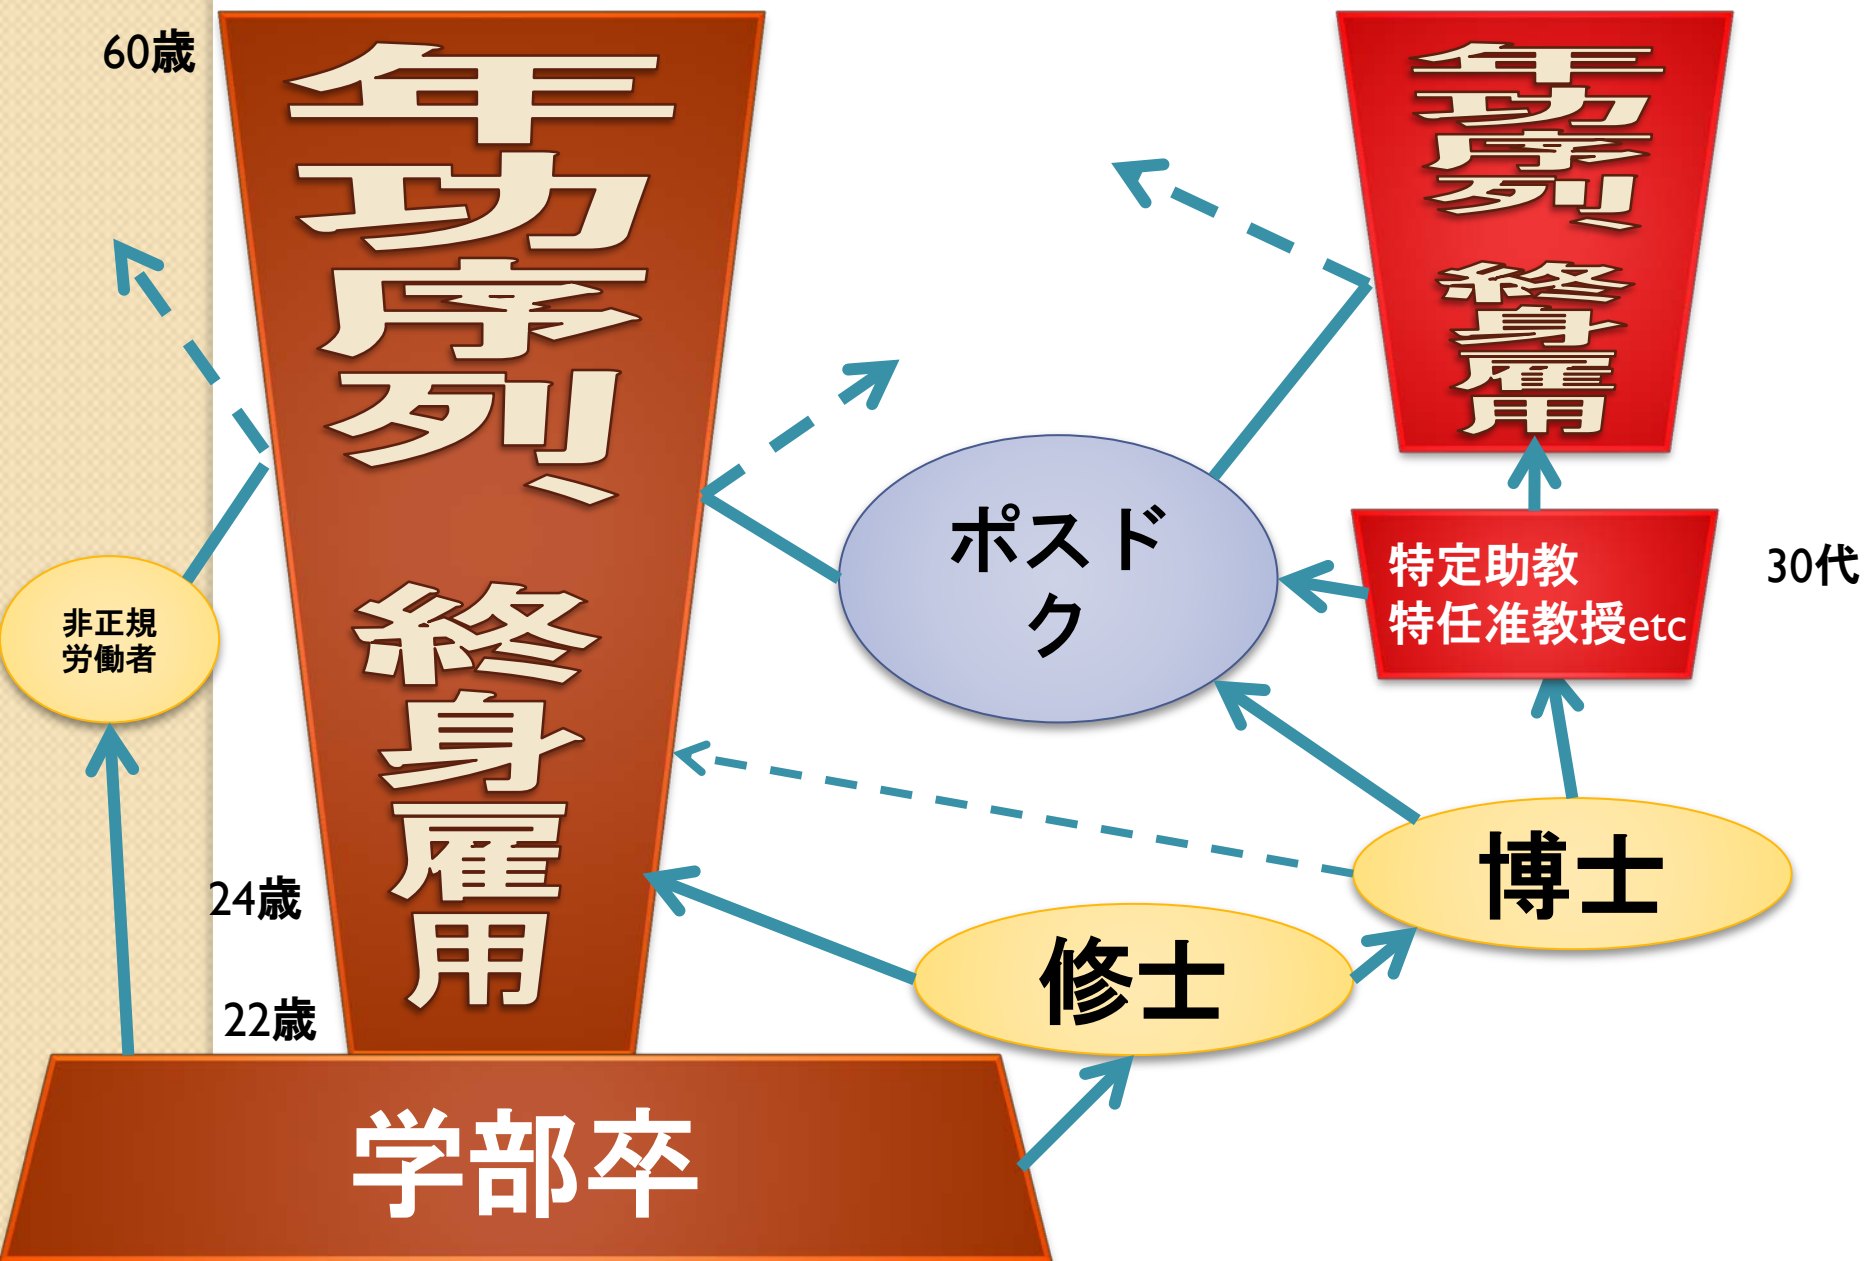 60歳
年功序列、終身雇用
年功序列、終身雇用
ポスド
ク
特定助教
特任准教授etc
30代
非正規
労働者
博士
24歳
修士
22歳
学部卒